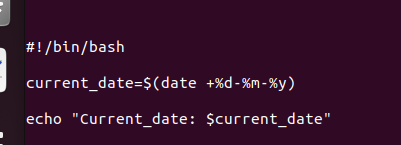 #!/bin/bash
current_date=$(date +%d-%m-%y)
echo "Current_date: $current_date"